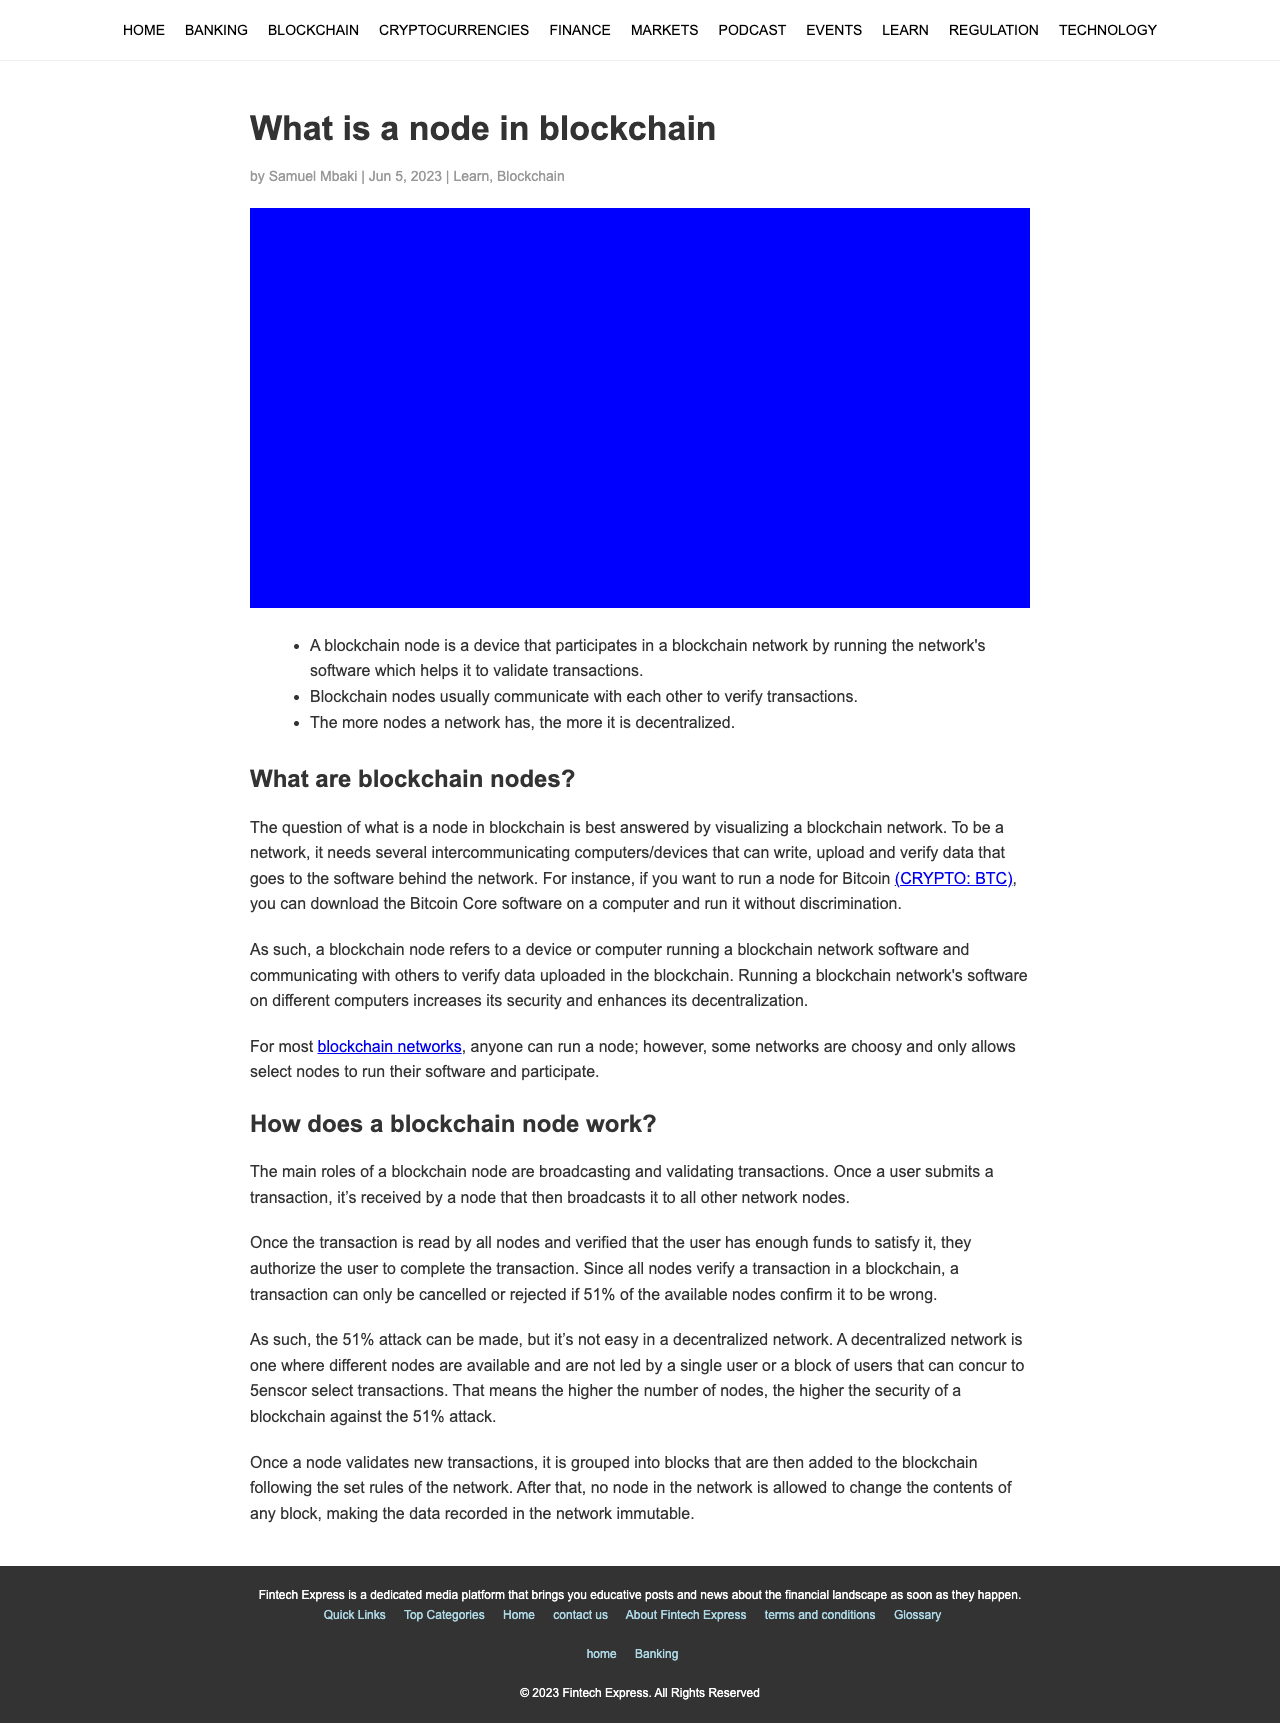 HOME BANKING BLOCKCHAIN CRYPTOCURRENCIES FINANCE MARKETS PODCAST EVENTS LEARN REGULATION TECHNOLOGY
What is a node in blockchain
by Samuel Mbaki | Jun 5, 2023 | Learn, Blockchain
• A blockchain node is a device that participates in a blockchain network by running the network's
software which helps it to validate transactions.
• Blockchain nodes usually communicate with each other to verify transactions.
• The more nodes a network has, the more it is decentralized.
What are blockchain nodes?
The question of what is a node in blockchain is best answered by visualizing a blockchain network. To be a
network, it needs several intercommunicating computers/devices that can write, upload and verify data that
goes to the software behind the network. For instance, if you want to run a node for Bitcoin (CRYPTO: BTC),
you can download the Bitcoin Core software on a computer and run it without discrimination.
As such, a blockchain node refers to a device or computer running a blockchain network software and
communicating with others to verify data uploaded in the blockchain. Running a blockchain network's software
on different computers increases its security and enhances its decentralization.
For most blockchain networks, anyone can run a node; however, some networks are choosy and only allows
select nodes to run their software and participate.
How does a blockchain node work?
The main roles of a blockchain node are broadcasting and validating transactions. Once a user submits a
transaction, it’s received by a node that then broadcasts it to all other network nodes.
Once the transaction is read by all nodes and verified that the user has enough funds to satisfy it, they
authorize the user to complete the transaction. Since all nodes verify a transaction in a blockchain, a
transaction can only be cancelled or rejected if 51% of the available nodes confirm it to be wrong.
As such, the 51% attack can be made, but it’s not easy in a decentralized network. A decentralized network is
one where different nodes are available and are not led by a single user or a block of users that can concur to
5enscor select transactions. That means the higher the number of nodes, the higher the security of a
blockchain against the 51% attack.
Once a node validates new transactions, it is grouped into blocks that are then added to the blockchain
following the set rules of the network. After that, no node in the network is allowed to change the contents of
any block, making the data recorded in the network immutable.
Fintech Express is a dedicated media platform that brings you educative posts and news about the financial landscape as soon as they happen.
Quick Links Top Categories Home contact us About Fintech Express terms and conditions Glossary
home Banking
© 2023 Fintech Express. All Rights Reserved